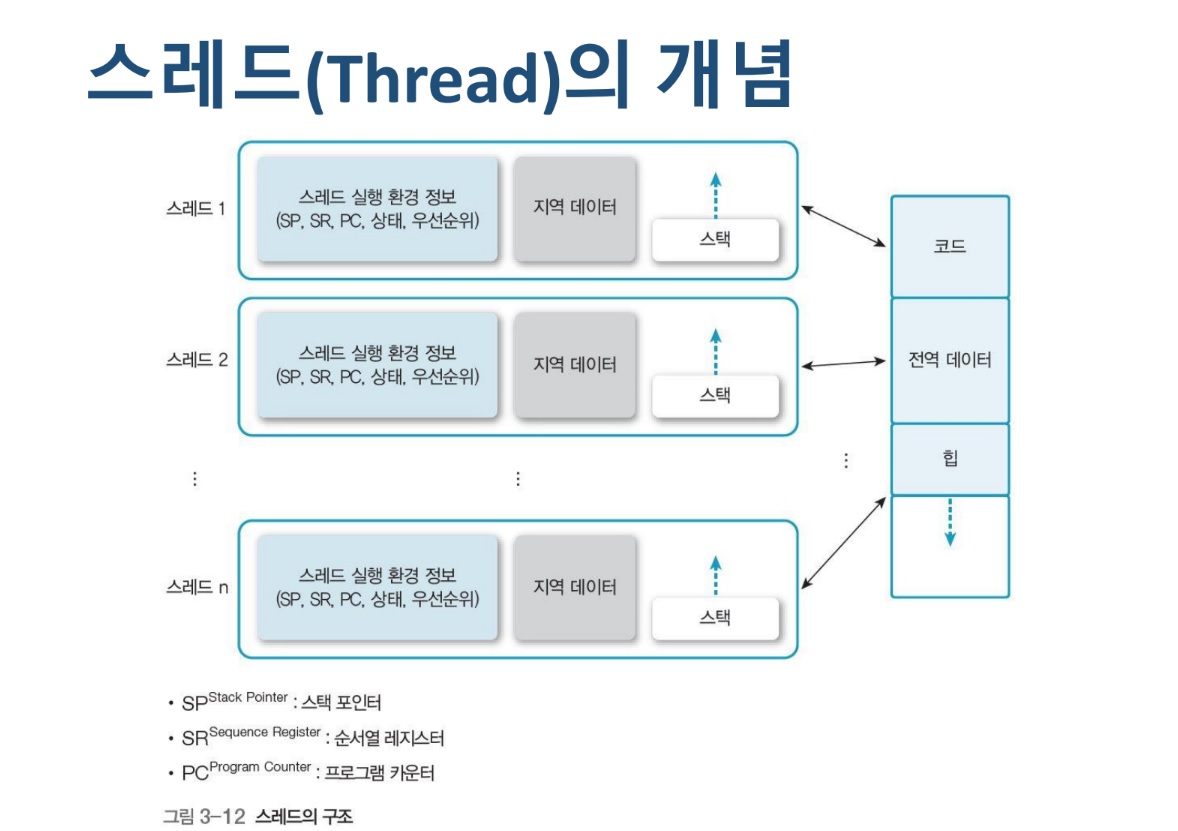 스레드(Thread)의 개념
스레드 1
스레드 실행 환경 정보
(SP, SR, PC, 상태, 우선순위)
지역 데이터
스택
스레드 2
스레드 실행 환경 정보
(SP, SR, PC, 상태, 우선순위)
지역 데이터
스택
⋮
⋮
⋮
스레드 n
스레드 실행 환경 정보
(SP, SR, PC, 상태, 우선순위)
지역 데이터
스택
코드
전역 데이터
힙
• SP Stack Pointer : 스택 포인터
• SR Sequence Register : 순서열 레지스터
• PC Program Counter : 프로그램 카운터
그림 3-12 스레드의 구조